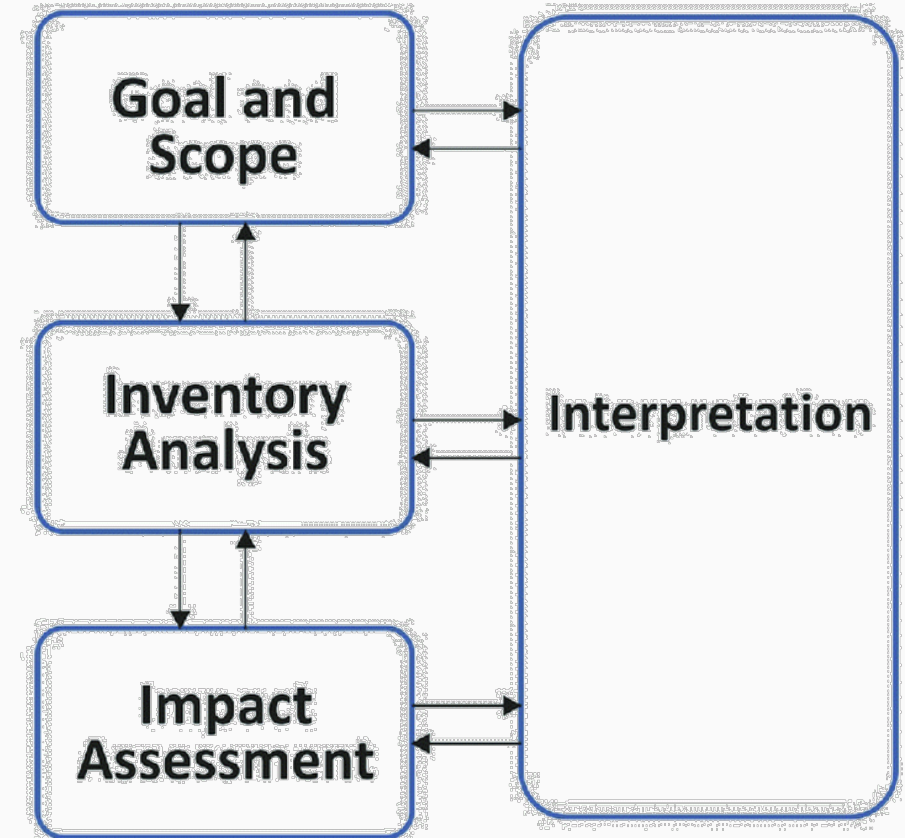 Goal and
Scope
Inventory
Analysis
Interpretation
Impact
Assessment